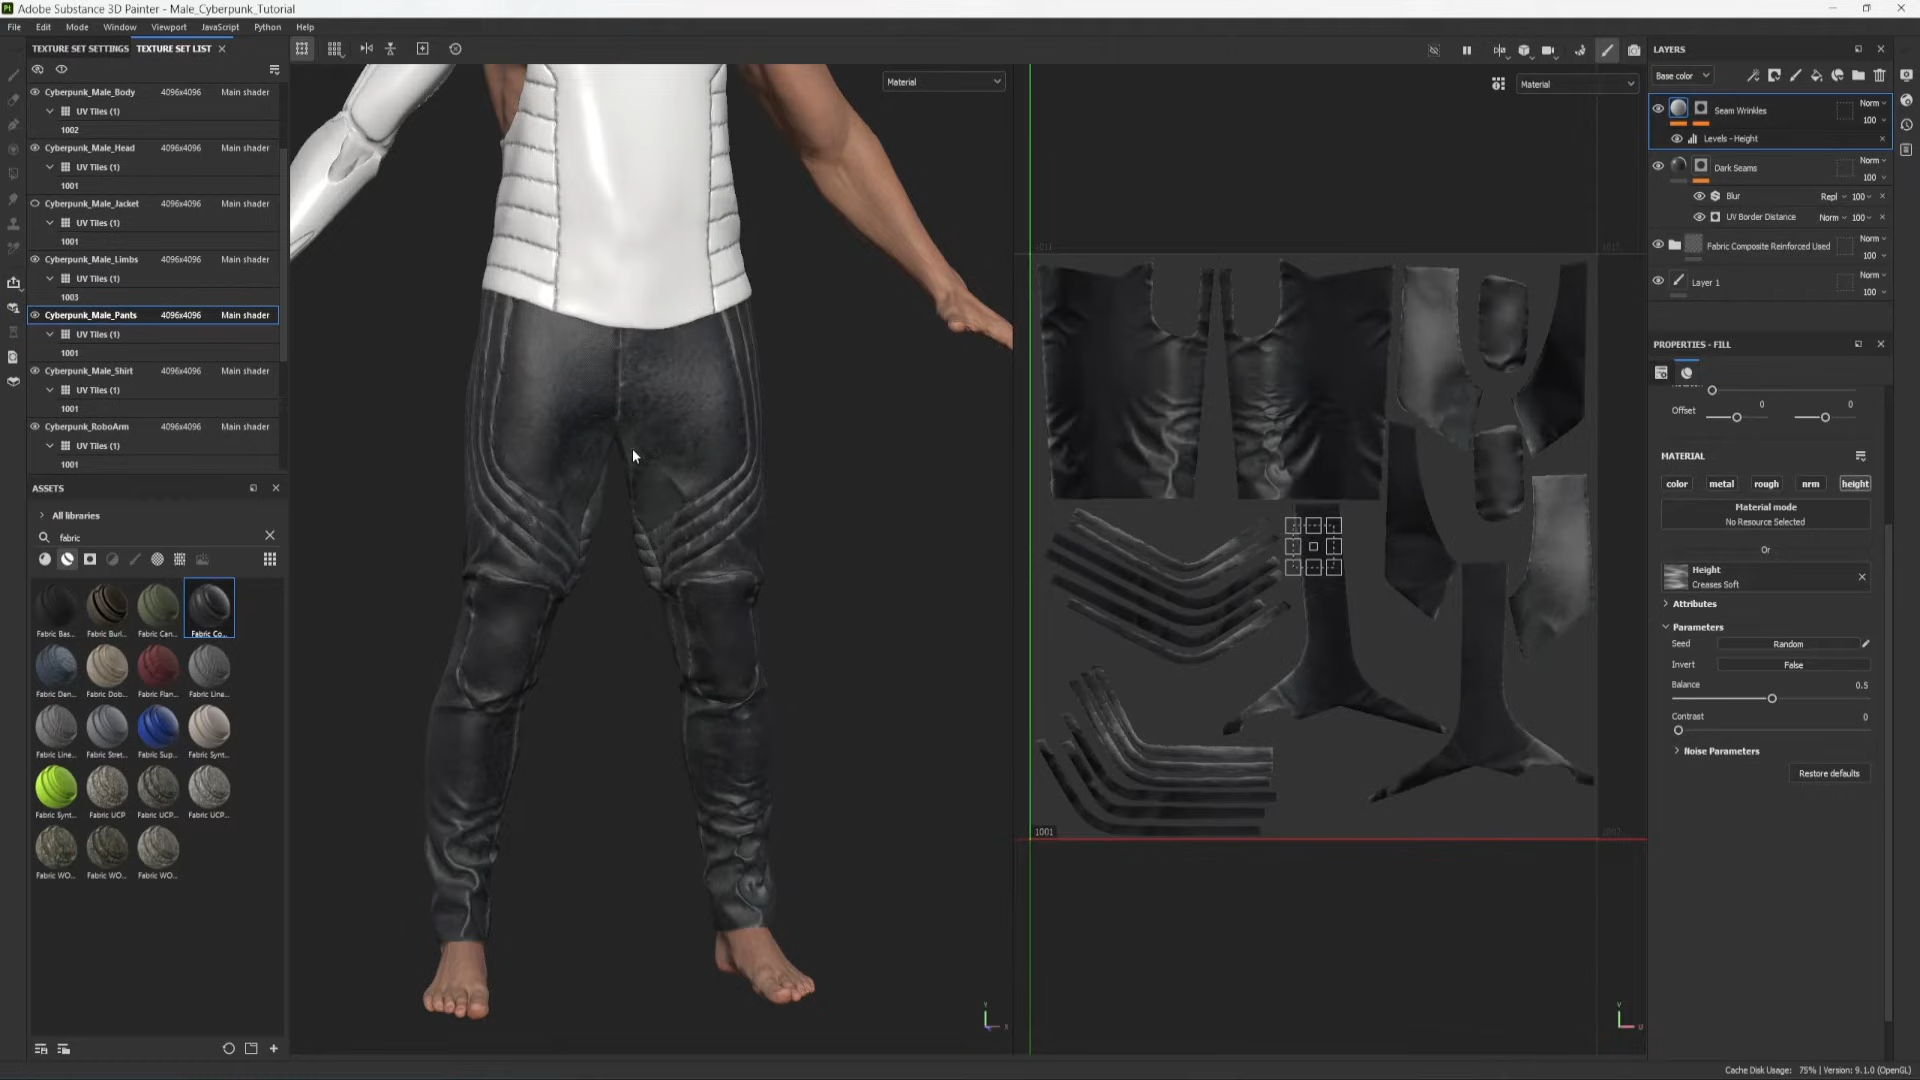 Adobe Substance 3D Painter - Male_Cyberpunk_Tutorial
File Edit Mode Window Viewport JavaScript Python Help
TEXTURE SET SETTINGS TEXTURE SET LIST
Cyberpunk_Male_Body 4096x4096 Main shader
UV Tiles (1)
1002
Cyberpunk_Male_Head 4096x4096 Main shader
UV Tiles (1)
1001
Cyberpunk_Male_Jacket 4096x4096 Main shader
UV Tiles (1)
1001
Cyberpunk_Male_Limbs 4096x4096 Main shader
UV Tiles (1)
1003
Cyberpunk_Male_Pants 4096x4096 Main shader
UV Tiles (1)
1001
Cyberpunk_Male_Shirt 4096x4096 Main shader
UV Tiles (1)
1001
Cyberpunk_RoboArm 4096x4096 Main shader
UV Tiles (1)
1001
ASSETS
All libraries
fabric
Fabric Bas... Fabric Burl... Fabric Can... Fabric Co...
Fabric Den... Fabric Dob... Fabric Flan... Fabric Line...
Fabric Line... Fabric Stret... Fabric Sup... Fabric Synt...
Fabric Synt... Fabric UCP Fabric UCP... Fabric UCP...
Fabric WO... Fabric WO... Fabric WO...
Material
Material
1011
1001
1002
Y
V
U
LAYERS
Base color
Seam Wrinkles Norm
100
Levels - Height
Dark Seams Norm
100
Blur Repl 100
UV Border Distance Norm 100
Fabric Composite Reinforced Used Norm
100
Layer 1 Norm
100
PROPERTIES - FILL
Offset 0 0
MATERIAL
color metal rough nrm height
Material mode
No Resource Selected
Or
Height
Creases Soft
Attributes
Parameters
Seed Random
Invert False
Balance 0.5
Contrast 0
Noise Parameters
Restore defaults
Cache Disk Usage: 75% | Version: 9.1.0 (OpenGL)